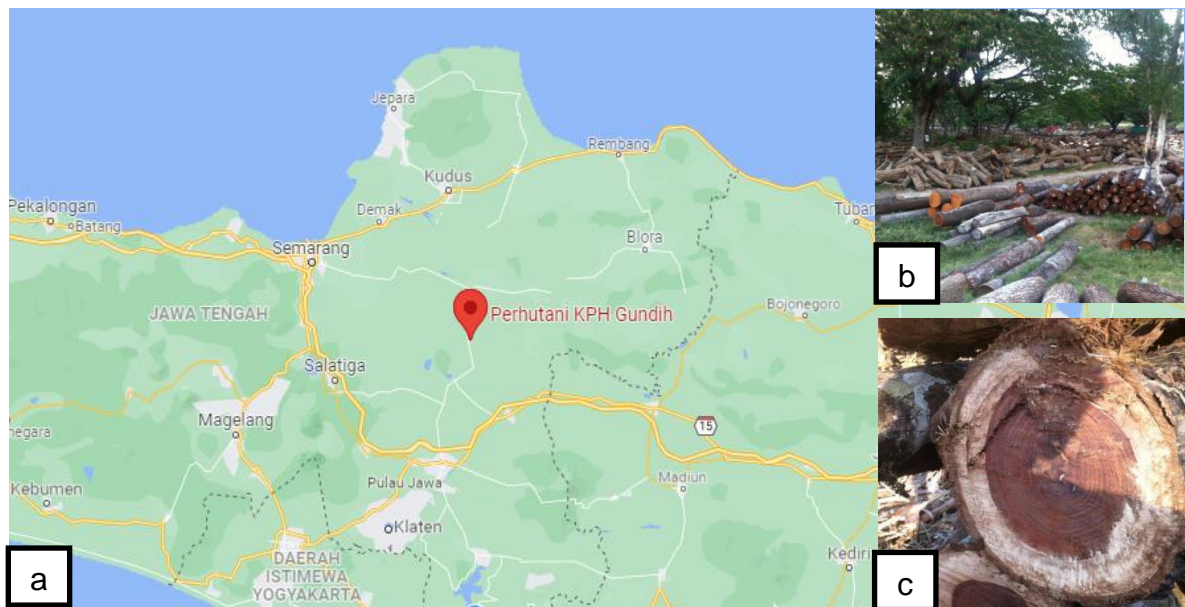 Jepara
Rembang
Kudus
Pekalongan
Demak
Tuban
Batang
Semarang
Blora
b
JAWA TENGAH
Perhutani KPH Gundih
Bojonegoro
Salatiga
Magelang
15
negara
Pulau Jawa
Madiun
Kebumen
Klaten
Kediri
DAERAH
ISTIMEWA
YOGYAKARTA
a
c